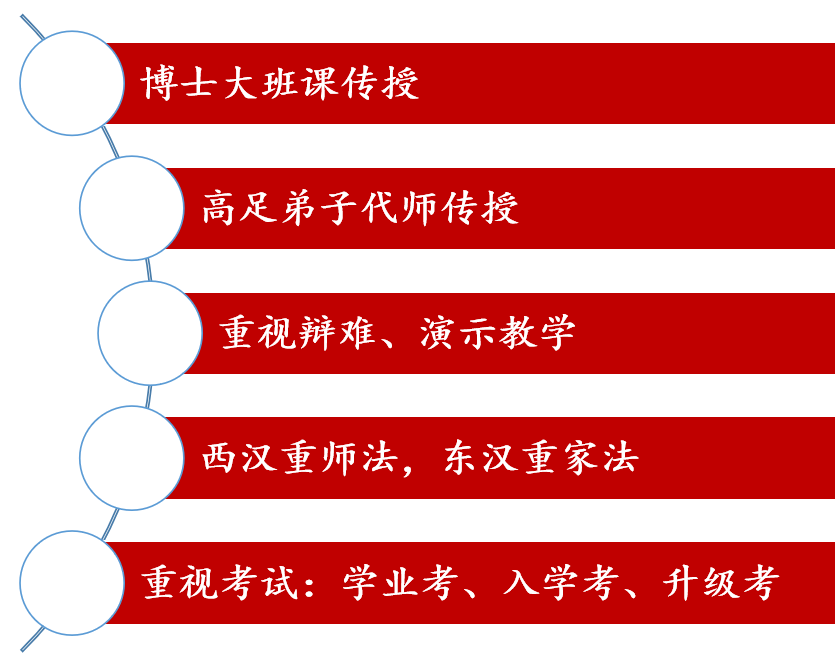 博士大班课传授
高足弟子代师传授
重视辩难、演示教学
西汉重师法，东汉重家法
重视考试：学业考、入学考、升级考